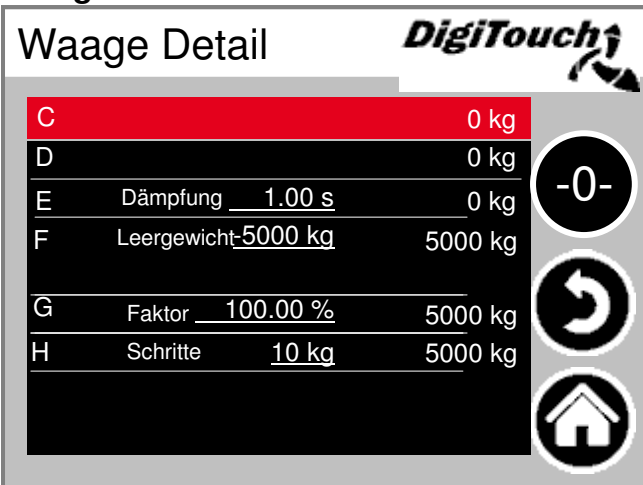 Waage Detail DigiTouch
C 0 kg
D 0 kg
-0-
E Dämpfung 1.00 s 0 kg
F Leergewicht -5000 kg 5000 kg
G Faktor 100.00 % 5000 kg
H Schritte 10 kg 5000 kg